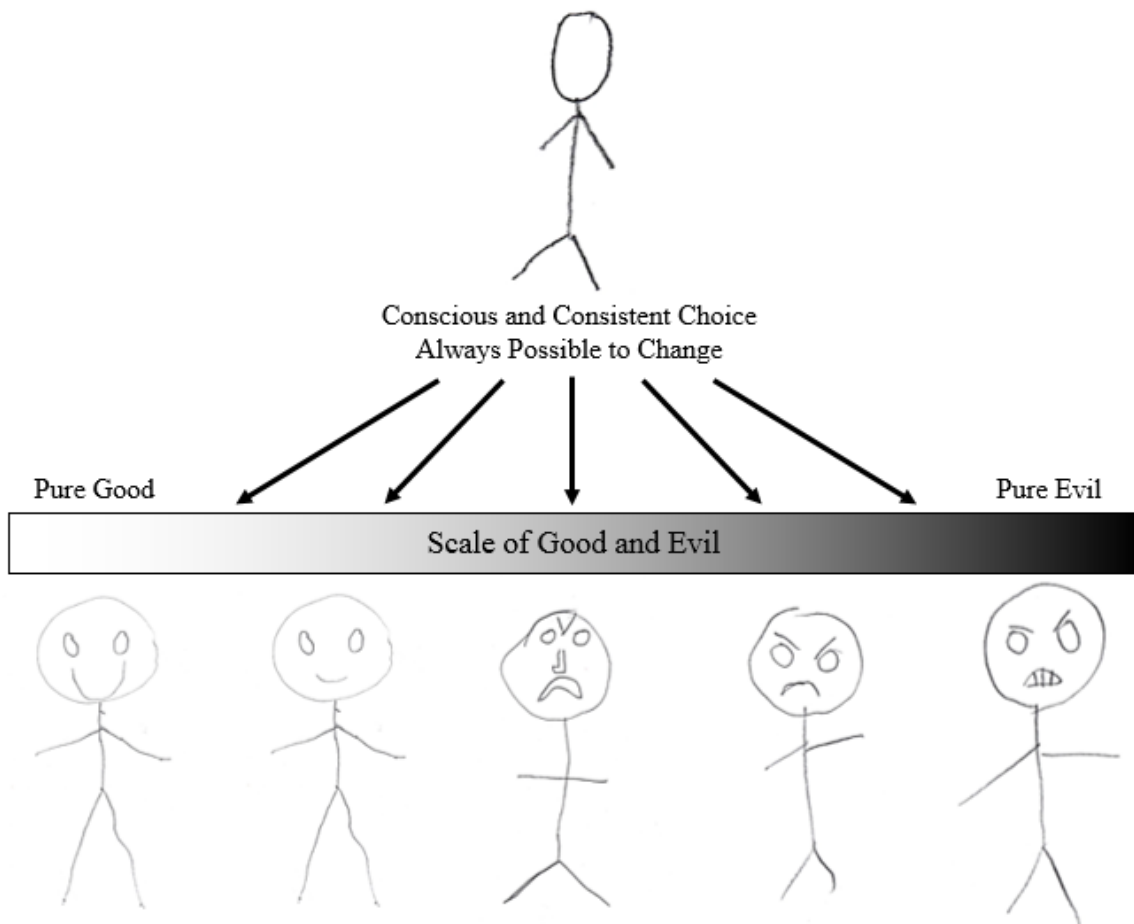 Conscious and Consistent Choice
Always Possible to Change
Pure Good
Pure Evil
Scale of Good and Evil